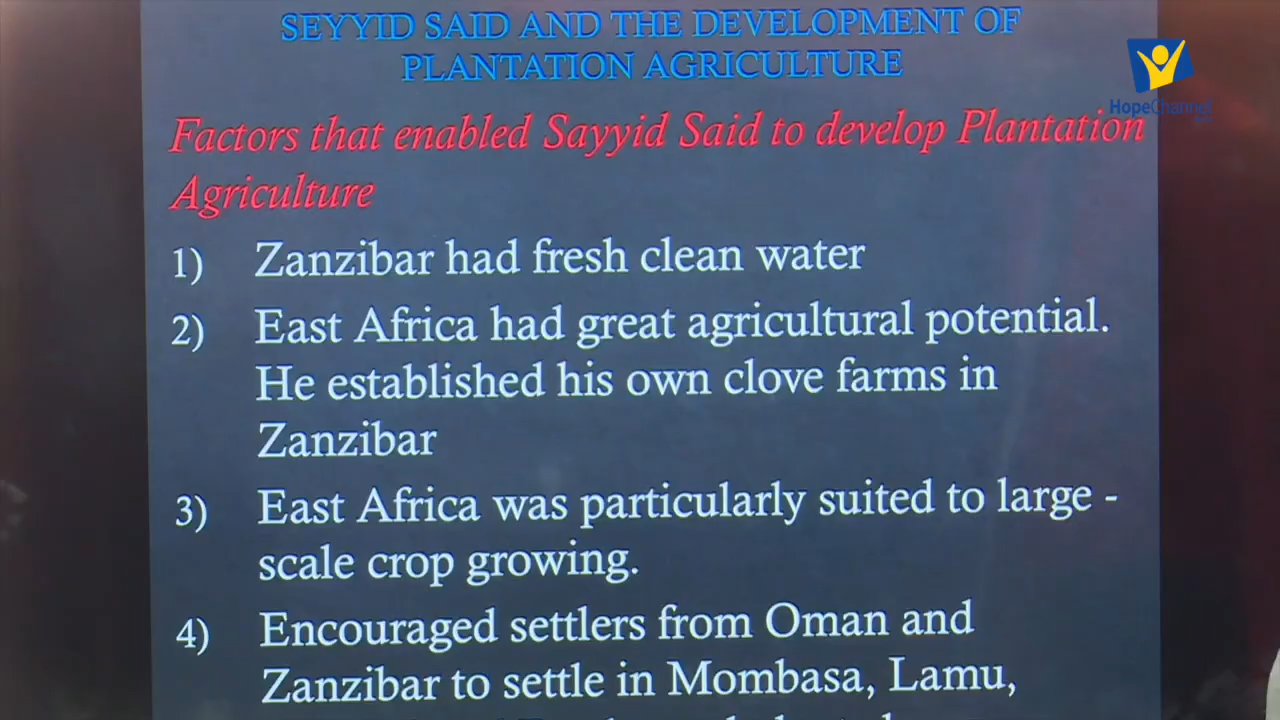 SEYYID SAID AND THE DEVELOPMENT OF
PLANTATION AGRICULTURE
HopeChannel
Factors that enabled Sayyid Said to develop Plantation
Agriculture
1) Zanzibar had fresh clean water
2) East Africa had great agricultural potential.
He established his own clove farms in
Zanzibar
3) East Africa was particularly suited to large -
scale crop growing.
4) Encouraged settlers from Oman and
Zanzibar to settle in Mombasa, Lamu,